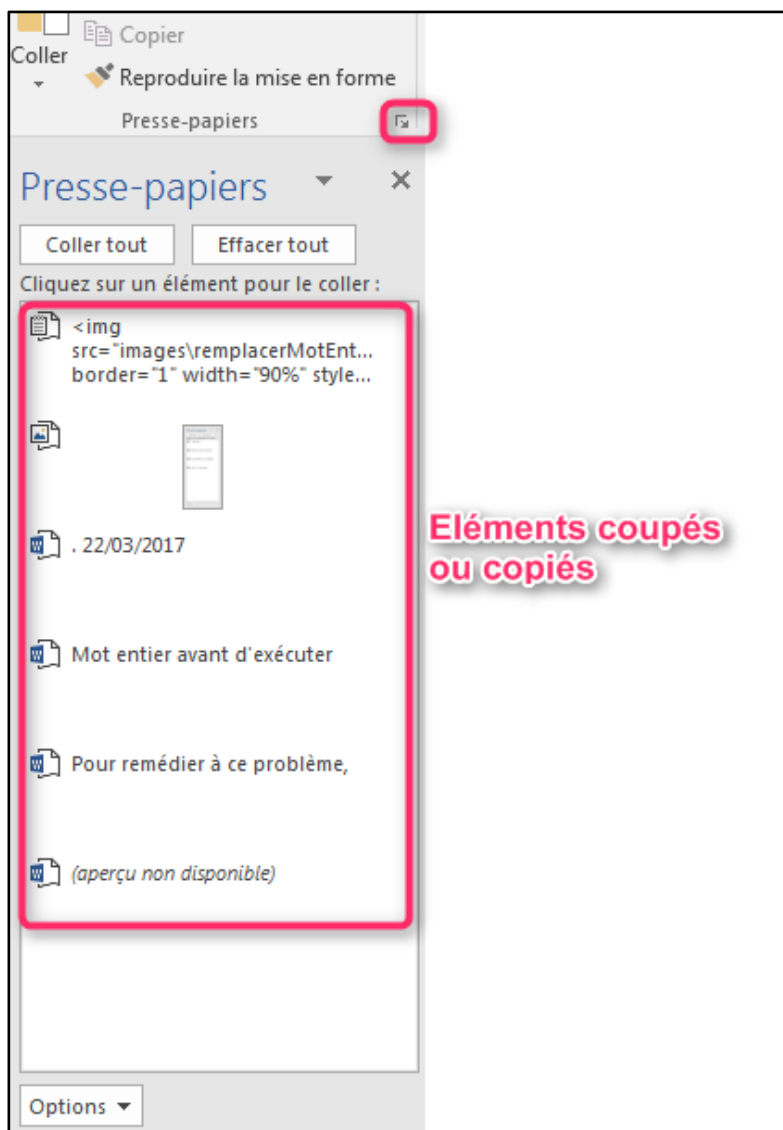 Copier
Coller
Reproduire la mise en forme
Presse-papiers
Presse-papiers
Coller tout Effacer tout
Cliquez sur un élément pour le coller :
<img
src="images\remplacerMotEnt...
border="1" width="90%" style...
. 22/03/2017
Eléments coupés
ou copiés
Mot entier avant d'exécuter
Pour remédier à ce problème,
(aperçu non disponible)
Options